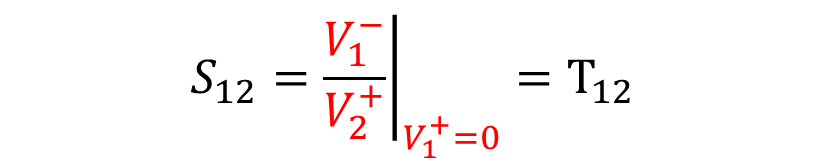 S₁₂ = V₁⁻ / V₂⁺ |_{V₁⁺=0} = T₁₂